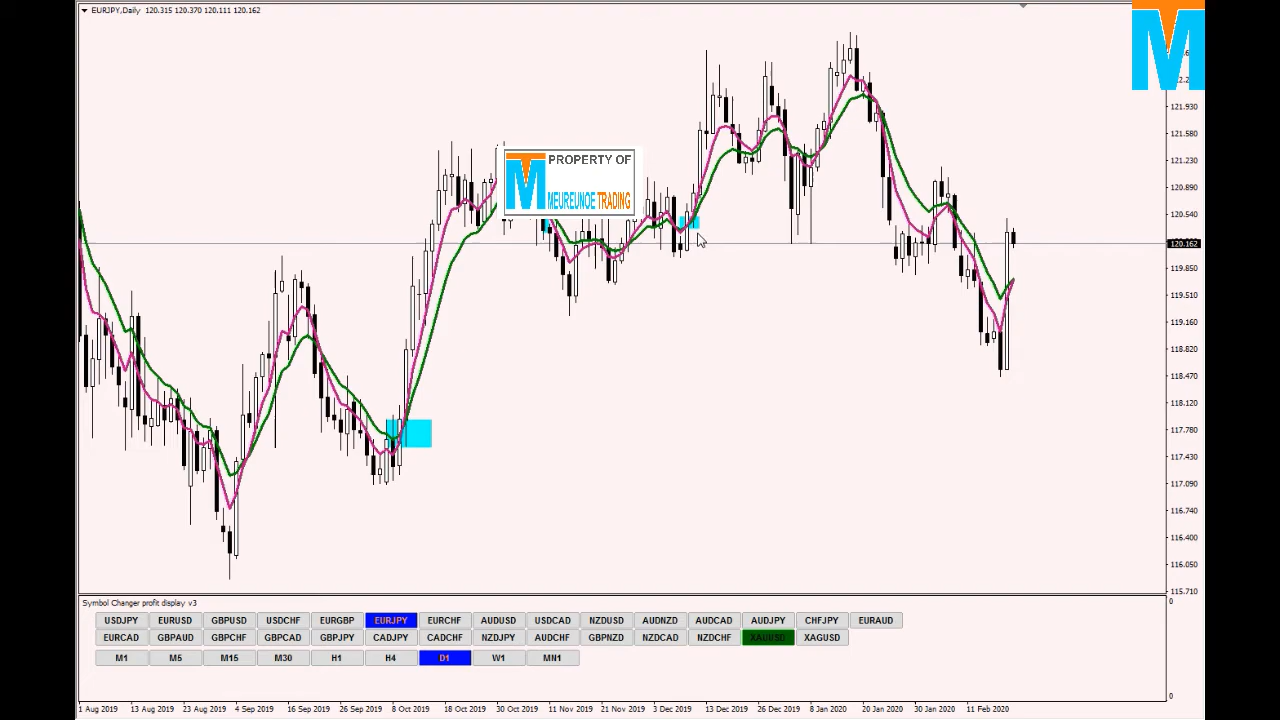 EURJPY,Daily 120.315 120.370 120.111 120.162
121.930
121.580
121.230
120.890
120.540
120.162
119.850
119.510
119.160
118.820
118.470
118.120
117.780
117.430
117.090
116.740
116.400
116.050
115.710
PROPERTY OF
MEUREUNOE TRADING
Symbol Changer profit display v3
0
USDJPY EURUSD GBPUSD USDCHF EURGBP EURJPY EURCHF AUDUSD USDCAD NZDUSD AUDNZD AUDCAD AUDJPY CHFJPY EURAUD
EURCAD GBPAUD GBPCHF GBPCAD GBPJPY CADJPY CADCHF NZDJPY AUDCHF GBPNZD NZDCAD NZDCHF XAUUSD XAGUSD
M1 M5 M15 M30 H1 H4 D1 W1 MN1
0
1 Aug 2019 13 Aug 2019 23 Aug 2019 4 Sep 2019 16 Sep 2019 26 Sep 2019 8 Oct 2019 18 Oct 2019 30 Oct 2019 11 Nov 2019 21 Nov 2019 3 Dec 2019 13 Dec 2019 26 Dec 2019 8 Jan 2020 20 Jan 2020 30 Jan 2020 11 Feb 2020